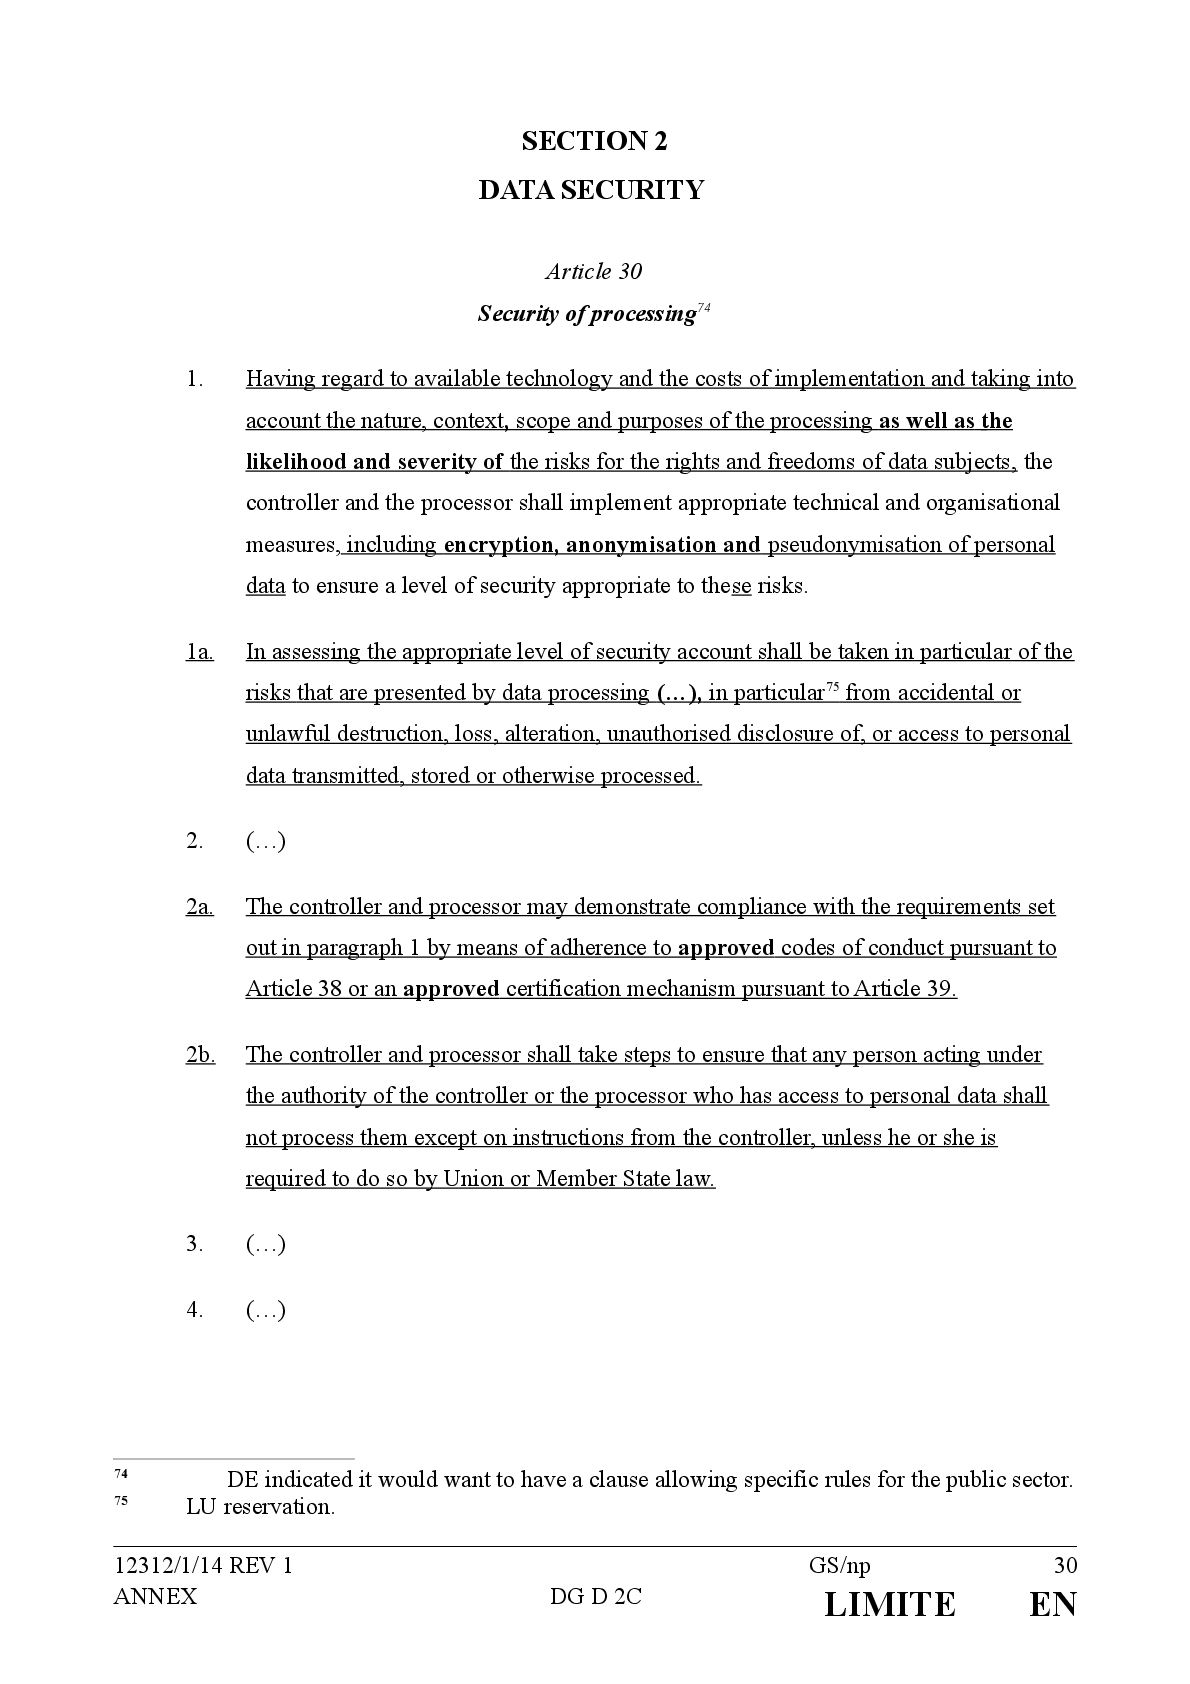 SECTION 2
DATA SECURITY
Article 30
Security of processing74
1. Having regard to available technology and the costs of implementation and taking into
account the nature, context, scope and purposes of the processing as well as the
likelihood and severity of the risks for the rights and freedoms of data subjects, the
controller and the processor shall implement appropriate technical and organisational
measures, including encryption, anonymisation and pseudonymisation of personal
data to ensure a level of security appropriate to these risks.
1a. In assessing the appropriate level of security account shall be taken in particular of the
risks that are presented by data processing (…), in particular75 from accidental or
unlawful destruction, loss, alteration, unauthorised disclosure of, or access to personal
data transmitted, stored or otherwise processed.
2. (…)
2a. The controller and processor may demonstrate compliance with the requirements set
out in paragraph 1 by means of adherence to approved codes of conduct pursuant to
Article 38 or an approved certification mechanism pursuant to Article 39.
2b. The controller and processor shall take steps to ensure that any person acting under
the authority of the controller or the processor who has access to personal data shall
not process them except on instructions from the controller, unless he or she is
required to do so by Union or Member State law.
3. (…)
4. (…)
74 DE indicated it would want to have a clause allowing specific rules for the public sector.
75 LU reservation.
12312/1/14 REV 1 GS/np 30
ANNEX DG D 2C LIMITE EN